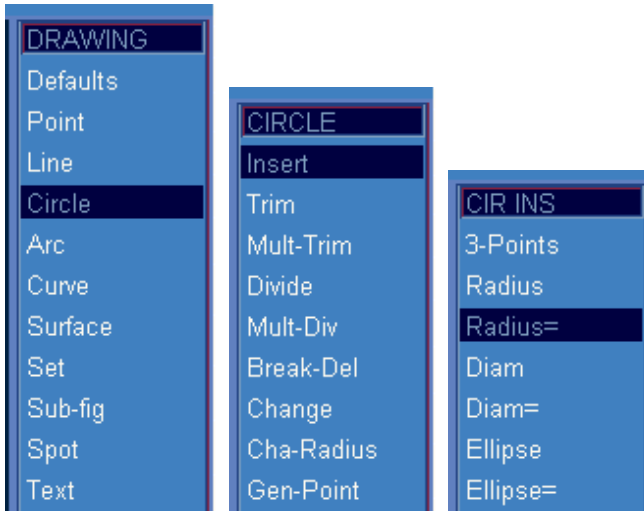 DRAWING
Defaults
Point
Line
Circle
Arc
Curve
Surface
Set
Sub-fig
Spot
Text
CIRCLE
Insert
Trim
Mult-Trim
Divide
Mult-Div
Break-Del
Change
Cha-Radius
Gen-Point
CIR INS
3-Points
Radius
Radius=
Diam
Diam=
Ellipse
Ellipse=